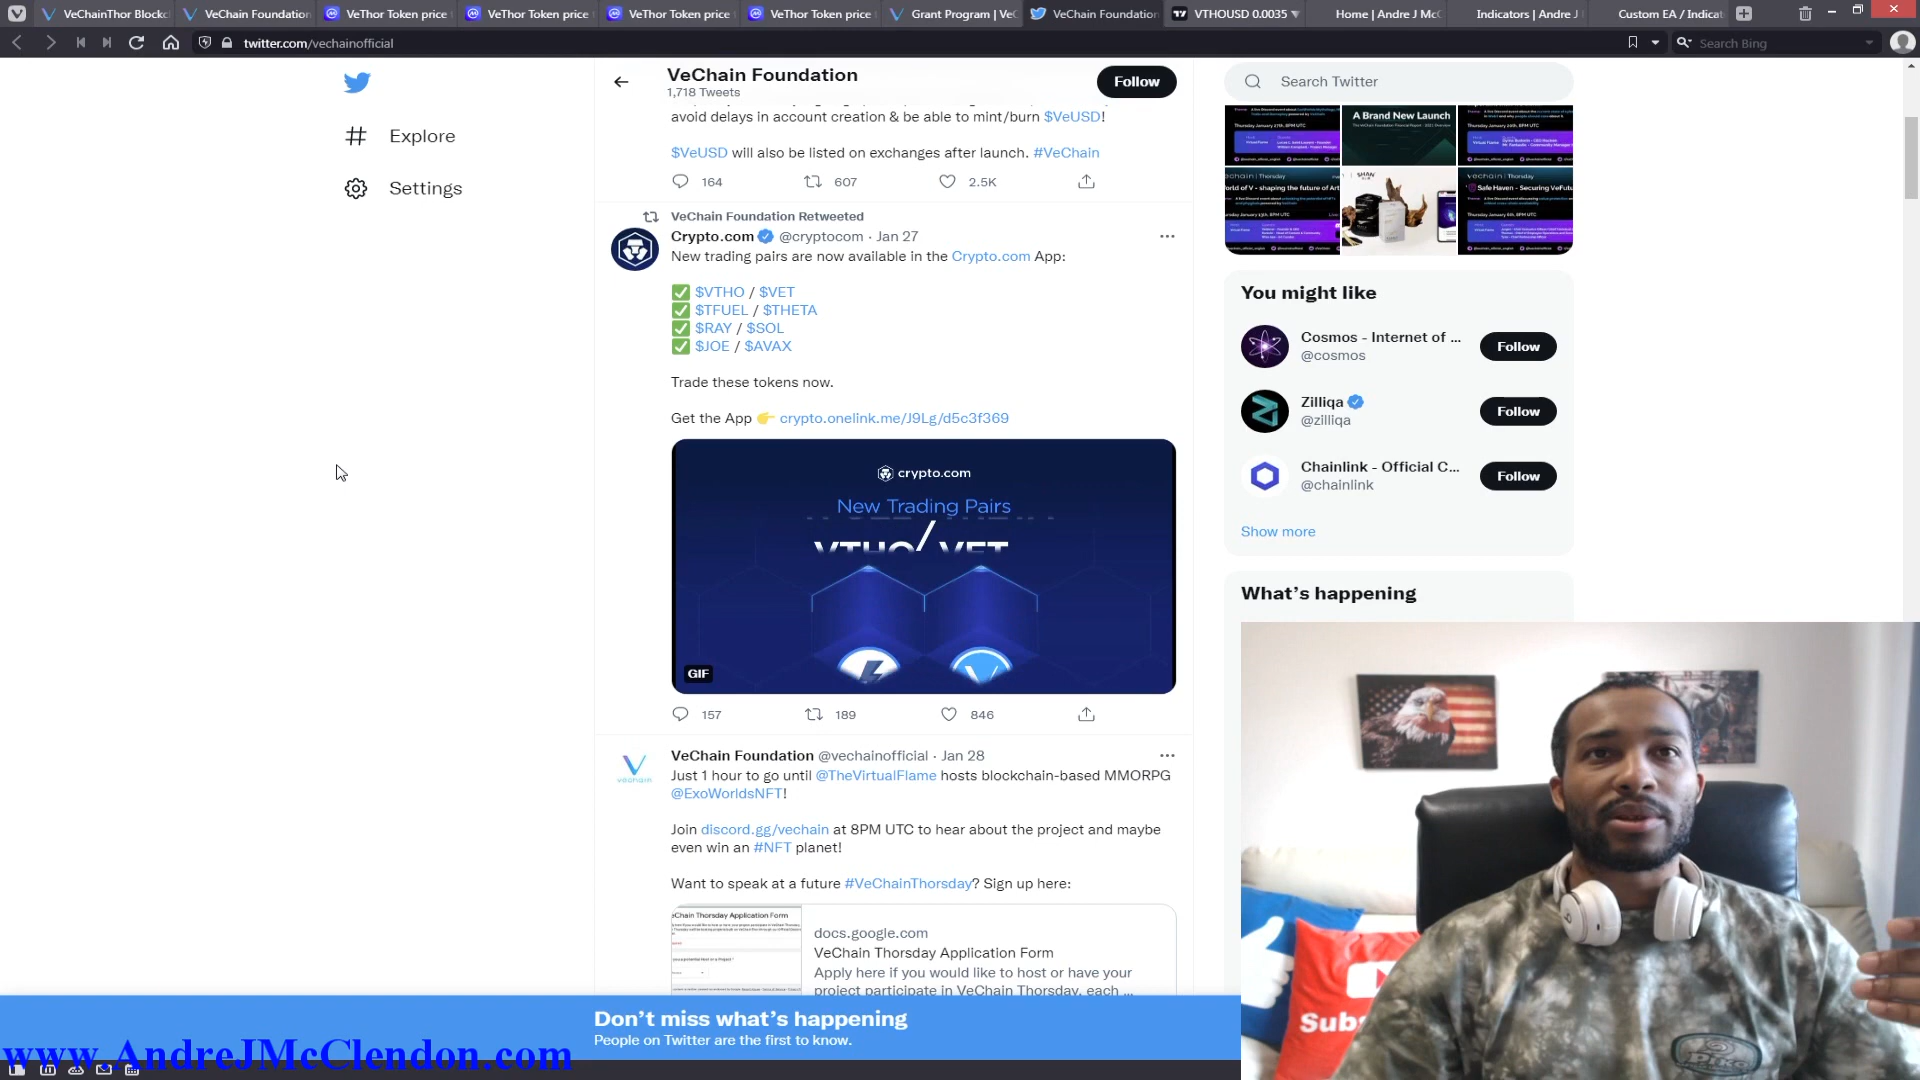 VeChainThor Blockc
VeChain Foundation
VeThor Token price
VeThor Token price
VeThor Token price
VeThor Token price
Grant Program | VeC
VeChain Foundation
VTHOUSD 0.0035
Home | Andre J McC
Indicators | Andre J
Custom EA / Indicat
twitter.com/vechainofficial
Search Bing
VeChain Foundation
1,718 Tweets
Follow
Search Twitter
Explore
Settings
avoid delays in account creation & be able to mint/burn $VeUSD!
$VeUSD will also be listed on exchanges after launch. #VeChain
164 607 2.5K
VeChain Foundation Retweeted
Crypto.com @cryptocom · Jan 27
New trading pairs are now available in the Crypto.com App:
$VTHO / $VET
$TFUEL / $THETA
$RAY / $SOL
$JOE / $AVAX
Trade these tokens now.
Get the App 👉 crypto.onelink.me/J9Lg/d5c3f369
crypto.com
New Trading Pairs
VTHO/VET
GIF
157 189 846
VeChain Foundation @vechainofficial · Jan 28
Just 1 hour to go until @TheVirtualFlame hosts blockchain-based MMORPG
@ExoWorldsNFT!
Join discord.gg/vechain at 8PM UTC to hear about the project and maybe
even win an #NFT planet!
Want to speak at a future #VeChainThorsday? Sign up here:
eChain Thorsday Application Form
docs.google.com
VeChain Thorsday Application Form
Apply here if you would like to host or have your
project participate in VeChain Thorsday, each ...
A Brand New Launch
You might like
Cosmos - Internet of ...
@cosmos
Follow
Zilliqa
@zilliqa
Follow
Chainlink - Official C...
@chainlink
Follow
Show more
What's happening
Don't miss what's happening
People on Twitter are the first to know.
www.AndreJMcClendon.com
Subs